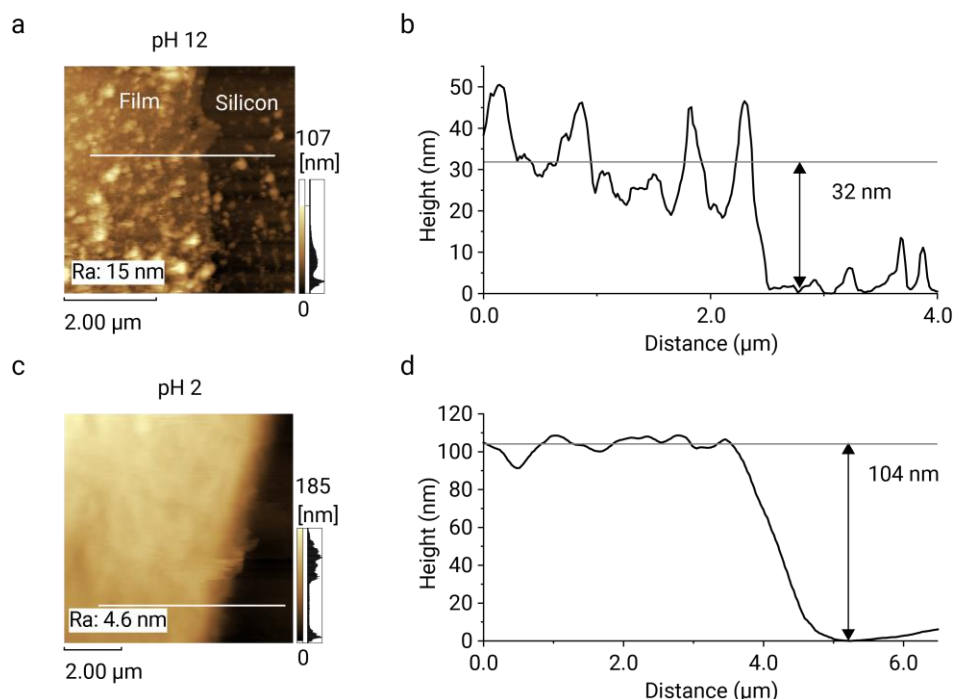 a
pH 12
Film
Silicon
107
[nm]
Ra: 15 nm
0
2.00 μm
b
50
40
30
20
10
0
Height (nm)
32 nm
0.0
2.0
4.0
Distance (μm)
c
pH 2
185
[nm]
Ra: 4.6 nm
0
2.00 μm
d
120
100
80
60
40
20
0
Height (nm)
104 nm
0.0
2.0
4.0
6.0
Distance (μm)